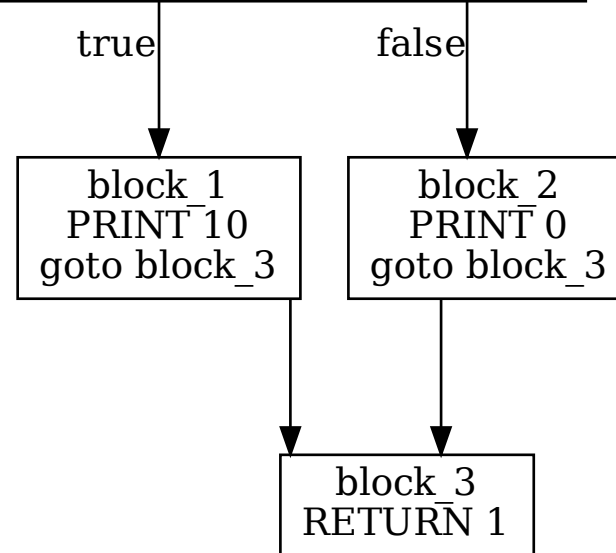 true
false
block_1
PRINT 10
goto block_3
block_2
PRINT 0
goto block_3
block_3
RETURN 1